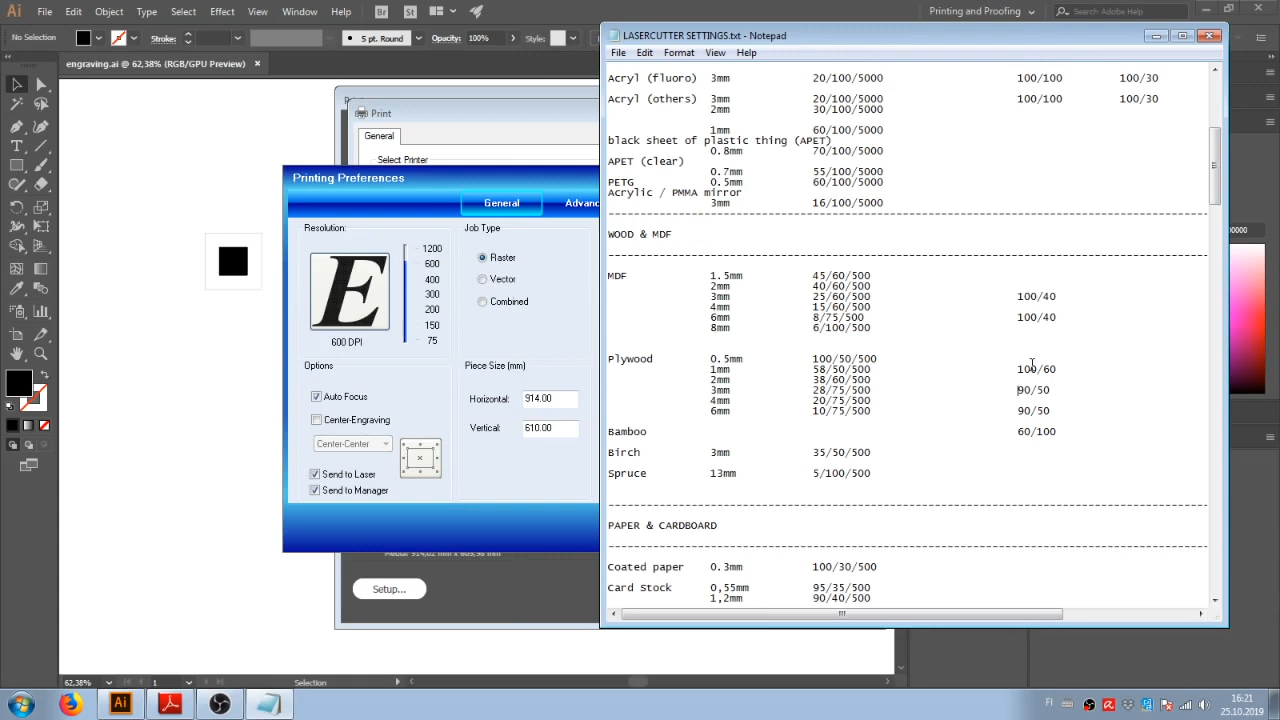 Ai File Edit Object Type Select Effect View Window Help Br St Printing and Proofing Search Adobe Help
No Selection Stroke: 5 pt. Round Opacity: 100% Style:
engraving.ai @ 62,38% (RGB/GPU Preview)
Print
General
Select Printer
Printing Preferences
General Advan
Resolution:
1200
600
400
300
200
150
75
E
600 DPI
Job Type
Raster
Vector
Combined
Options
Auto Focus
Center-Engraving
Center-Center
Send to Laser
Send to Manager
Piece Size (mm)
Horizontal: 914.00
Vertical: 610.00
Setup...
LASERCUTTER SETTINGS.txt - Notepad
File Edit Format View Help
Acryl (fluoro) 3mm 20/100/5000 100/100 100/30
Acryl (others) 3mm 20/100/5000 100/100 100/30
2mm 30/100/5000
1mm 60/100/5000
black sheet of plastic thing (APET)
0.8mm 70/100/5000
APET (clear)
0.7mm 55/100/5000
PETG 0.5mm 60/100/5000
Acrylic / PMMA mirror
3mm 16/100/5000
WOOD & MDF
MDF 1.5mm 45/60/500
2mm 40/60/500
3mm 25/60/500 100/40
4mm 15/60/500
6mm 8/75/500 100/40
8mm 6/100/500
Plywood 0.5mm 100/50/500
1mm 58/50/500 100/60
2mm 38/60/500
3mm 28/75/500 90/50
4mm 20/75/500
6mm 10/75/500 90/50
Bamboo 60/100
Birch 3mm 35/50/500
Spruce 13mm 5/100/500
PAPER & CARDBOARD
Coated paper 0.3mm 100/30/500
Card Stock 0,55mm 95/35/500
1,2mm 90/40/500
62,38% 1 Selection
Ai FI 16:21
25.10.2019